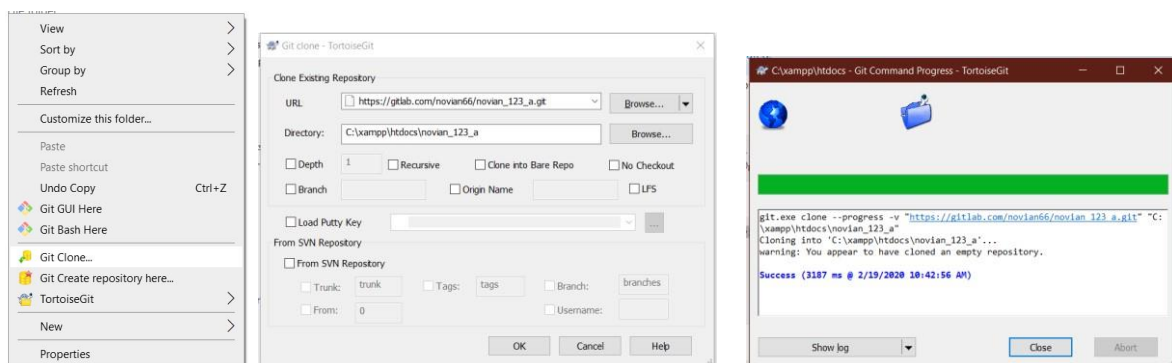 View
Sort by
Group by
Refresh
Customize this folder...
Paste
Paste shortcut
Undo Copy Ctrl+Z
Git GUI Here
Git Bash Here
Git Clone...
Git Create repository here...
TortoiseGit
New
Properties
Git clone - TortoiseGit
Clone Existing Repository
URL https://gitlab.com/novian66/novian_123_a.git Browse...
Directory: C:\xampp\htdocs\novian_123_a Browse...
Depth 1 Recursive Clone into Bare Repo No Checkout
Branch Origin Name LFS
Load Putty Key ...
From SVN Repository
From SVN Repository
Trunk: trunk Tags: tags Branch: branches
From: 0 Username:
OK Cancel Help
C:\xampp\htdocs - Git Command Progress - TortoiseGit
git.exe clone --progress -v "https://gitlab.com/novian66/novian_123_a.git" "C:
\xampp\htdocs\novian_123_a"
Cloning into 'C:\xampp\htdocs\novian_123_a'...
warning: You appear to have cloned an empty repository.
Success (3187 ms @ 2/19/2020 10:42:56 AM)
Show log Close Abort